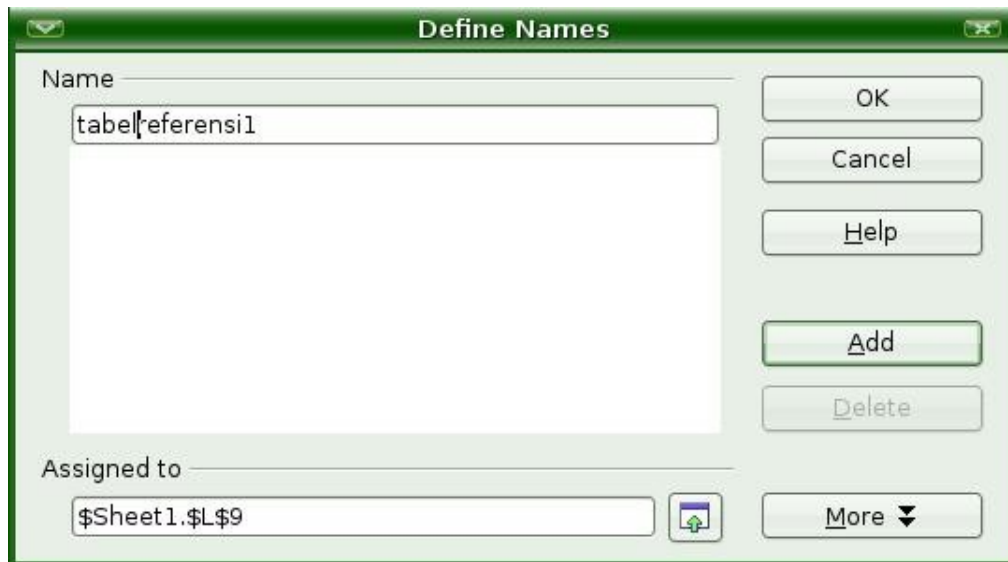 Define Names
Name
tabelreferensi1
OK
Cancel
Help
Add
Delete
Assigned to
$Sheet1.$L$9
More